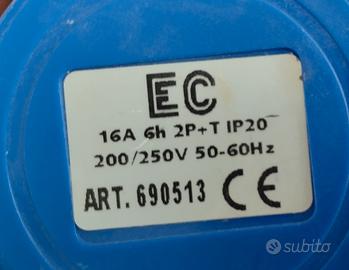 EC
16A 6h 2P+T IP20
200/250V 50-60Hz
ART. 690513 CE
subito